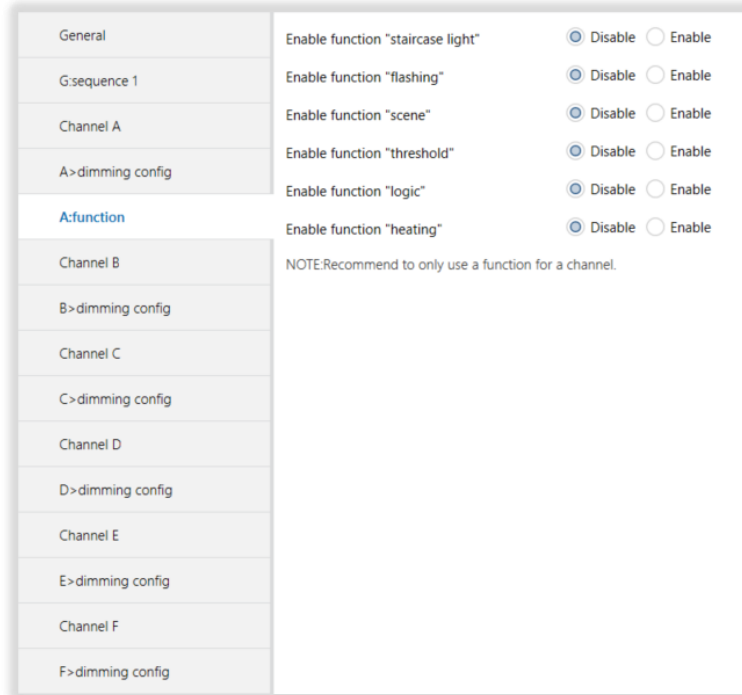 General
G:sequence 1
Channel A
A>dimming config
A:function
Channel B
B>dimming config
Channel C
C>dimming config
Channel D
D>dimming config
Channel E
E>dimming config
Channel F
F>dimming config
Enable function "staircase light" Disable Enable
Enable function "flashing" Disable Enable
Enable function "scene" Disable Enable
Enable function "threshold" Disable Enable
Enable function "logic" Disable Enable
Enable function "heating" Disable Enable
NOTE:Recommend to only use a function for a channel.